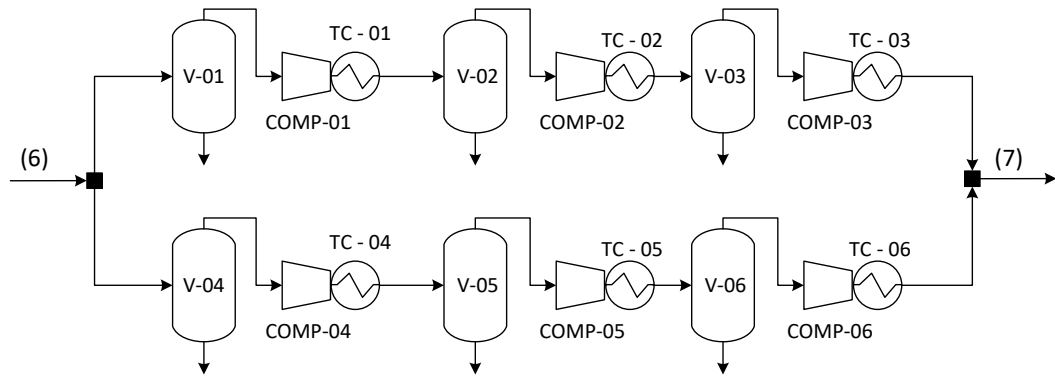 TC - 01
TC - 02
TC - 03
V-01
V-02
V-03
COMP-01
COMP-02
COMP-03
(6)
(7)
TC - 04
TC - 05
TC - 06
V-04
V-05
V-06
COMP-04
COMP-05
COMP-06